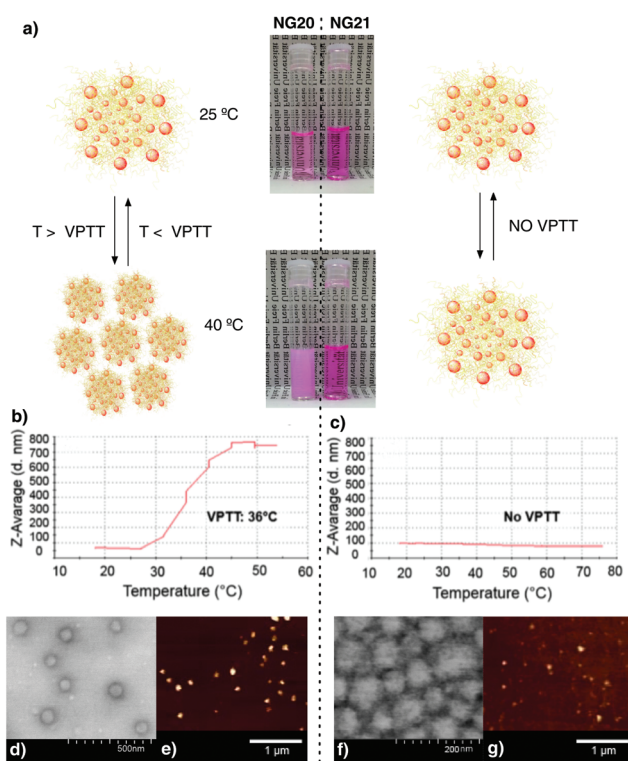 NG20
NG21
a)
25 ºC
T > VPTT
T < VPTT
NO VPTT
40 ºC
b)
Z-Avarage (d. nm)
800
700
600
500
400
300
200
100
0
VPTT: 36°C
10 20 30 40 50 60
Temperature (°C)
c)
Z-Avarage (d. nm)
800
700
600
500
400
300
200
100
0
No VPTT
10 20 30 40 50 60 70 80
Temperature (°C)
d)
500nm
e)
1 µm
f)
200 nm
g)
1 µm